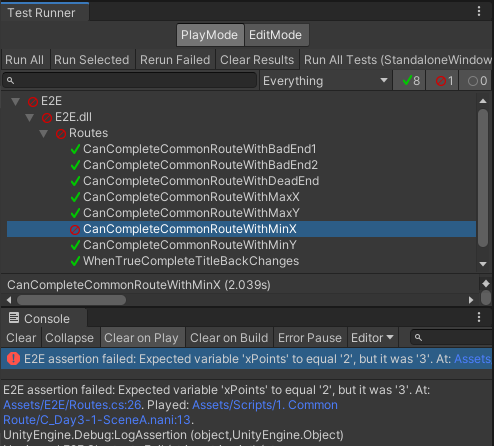 Test Runner
PlayMode EditMode
Run All Run Selected Rerun Failed Clear Results Run All Tests (StandaloneWindow
Everything 8 1 0
E2E
E2E.dll
Routes
CanCompleteCommonRouteWithBadEnd1
CanCompleteCommonRouteWithBadEnd2
CanCompleteCommonRouteWithDeadEnd
CanCompleteCommonRouteWithMaxX
CanCompleteCommonRouteWithMaxY
CanCompleteCommonRouteWithMinX
CanCompleteCommonRouteWithMinY
WhenTrueCompleteTitleBackChanges
CanCompleteCommonRouteWithMinX (2.039s)
Console
Clear Collapse Clear on Play Clear on Build Error Pause Editor
E2E assertion failed: Expected variable 'xPoints' to equal '2', but it was '3'. At: Assets
E2E assertion failed: Expected variable 'xPoints' to equal '2', but it was '3'. At:
Assets/E2E/Routes.cs:26. Played: Assets/Scripts/1. Common
Route/C_Day3-1-SceneA.nani:13.
UnityEngine.Debug:LogAssertion (object,UnityEngine.Object)